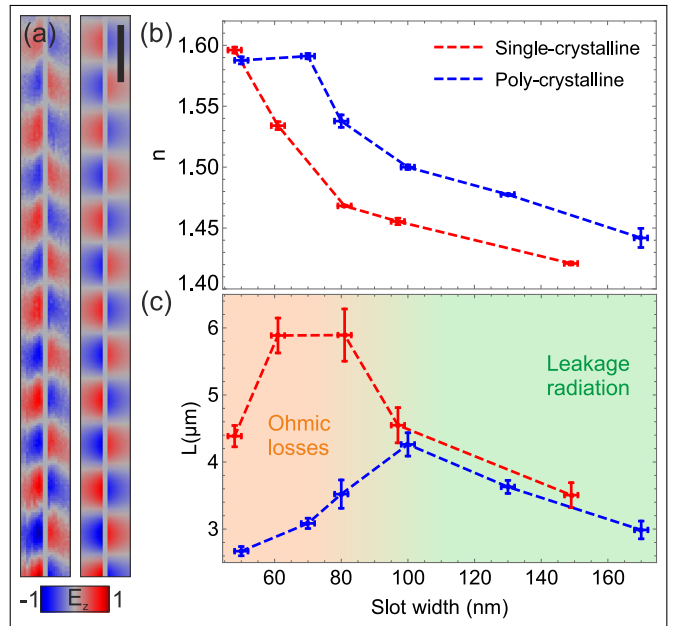 (a)
(b)
1.60
1.55
1.50
1.45
1.40
n
Single-crystalline
Poly-crystalline
(c)
6
5
4
3
L(μm)
Ohmic
losses
Leakage
radiation
60
80
100
120
140
160
Slot width (nm)
-1
E_z
1